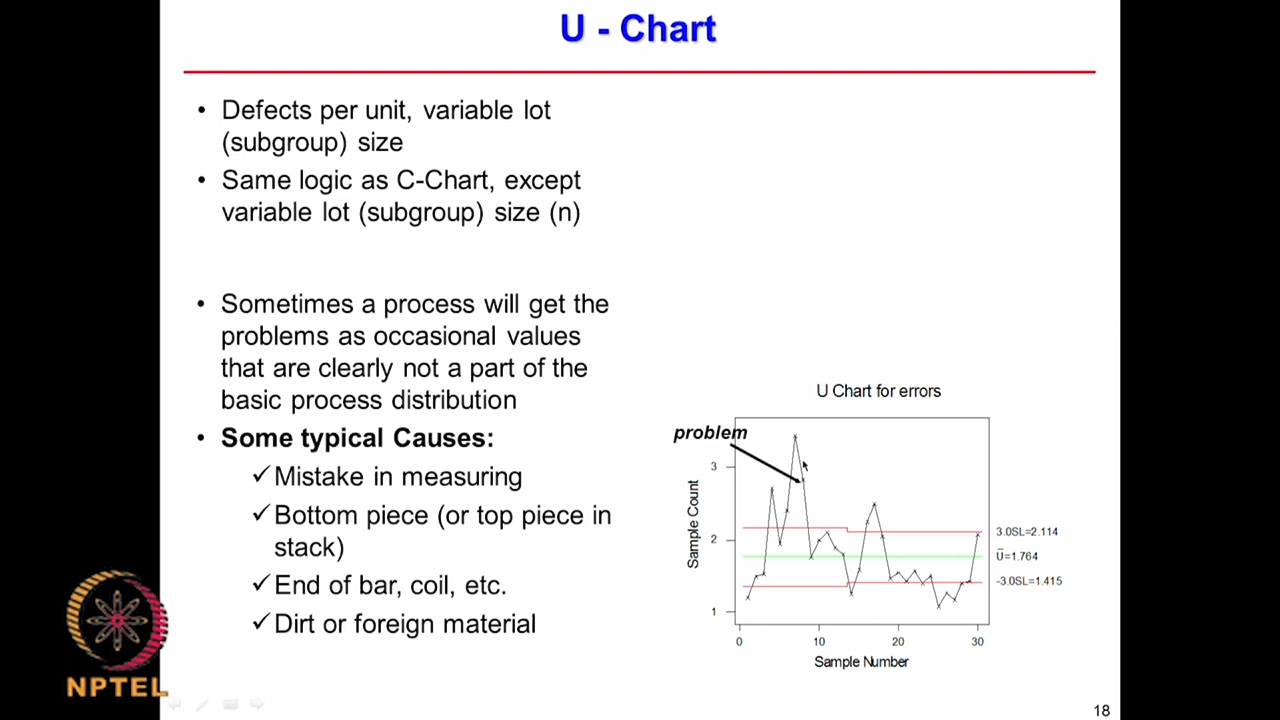 U - Chart
• Defects per unit, variable lot
(subgroup) size
• Same logic as C-Chart, except
variable lot (subgroup) size (n)
• Sometimes a process will get the
problems as occasional values
that are clearly not a part of the
basic process distribution
• Some typical Causes:
✓Mistake in measuring
✓Bottom piece (or top piece in
stack)
✓End of bar, coil, etc.
✓Dirt or foreign material
U Chart for errors
problem
3
2
1
Sample Count
3.0SL=2.114
U̅=1.764
-3.0SL=1.415
0 10 20 30
Sample Number
NPTEL
18